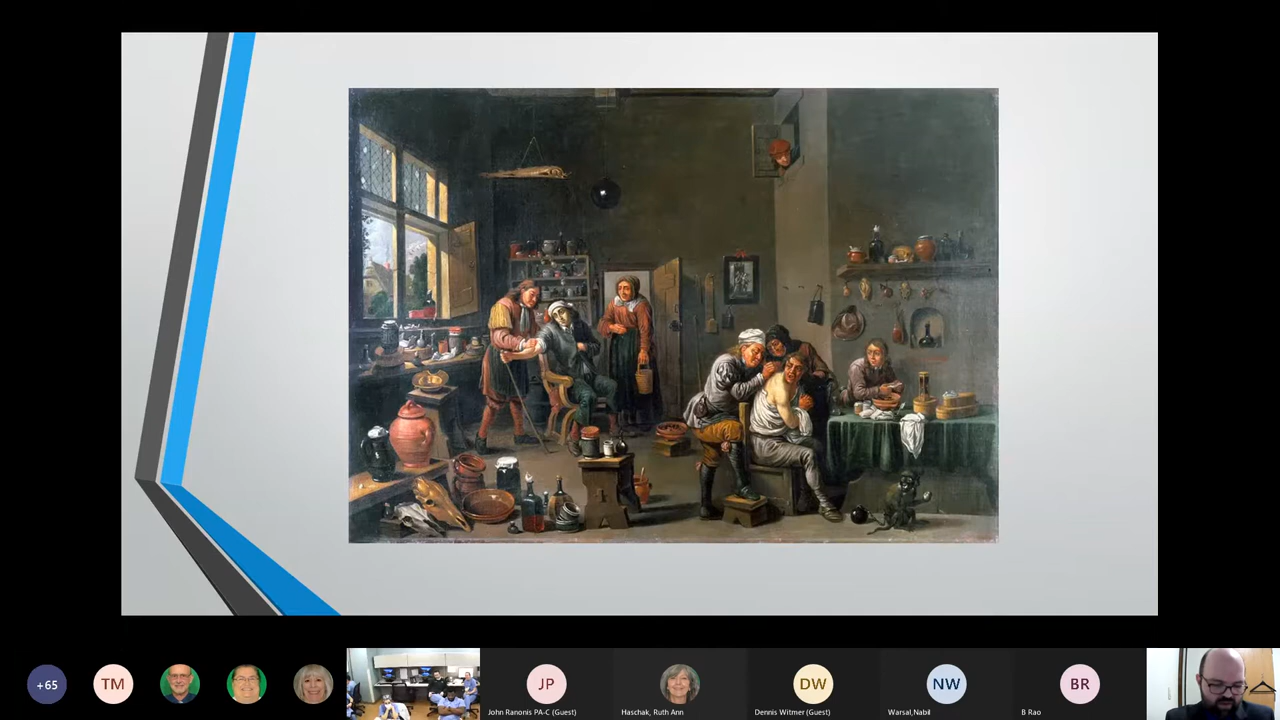 +65
TM
JP
John Ranonis PA-C (Guest)
Haschak, Ruth Ann
DW
Dennis Witmer (Guest)
NW
Warsal,Nabil
BR
B Rao